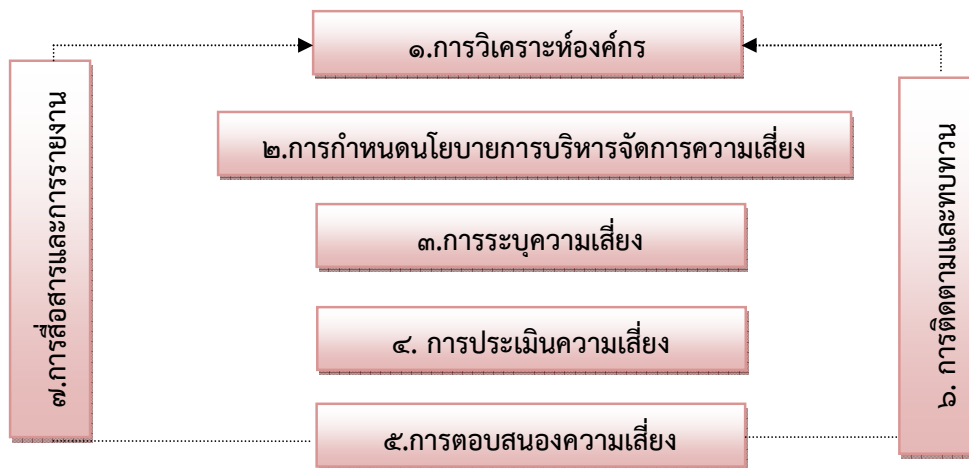 ๑.การวิเคราะห์องค์กร
๒.การกำหนดนโยบายการบริหารจัดการความเสี่ยง
๓.การระบุความเสี่ยง
๔. การประเมินความเสี่ยง
๕.การตอบสนองความเสี่ยง
๖. การติดตามและทบทวน
๗.การสื่อสารและการรายงาน